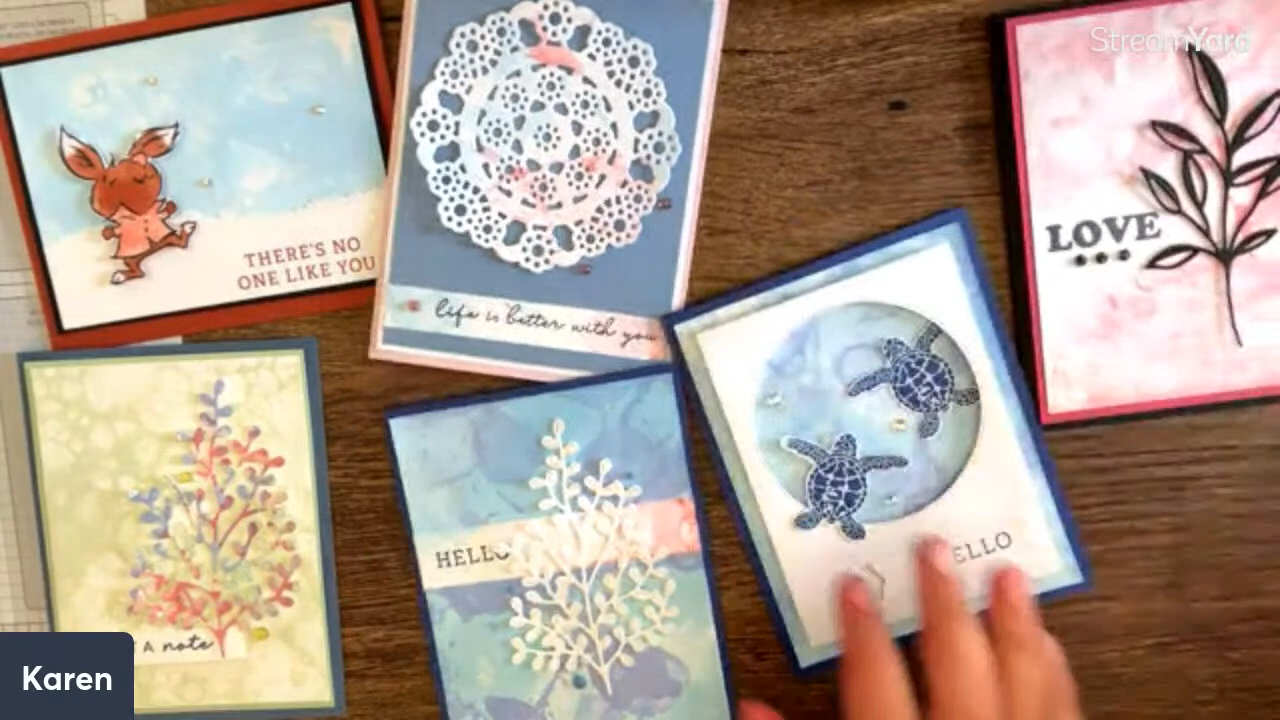 StreamYard
THERE'S NO
ONE LIKE YOU
life is better with you
LOVE
HELLO
ELLO
A note
Karen